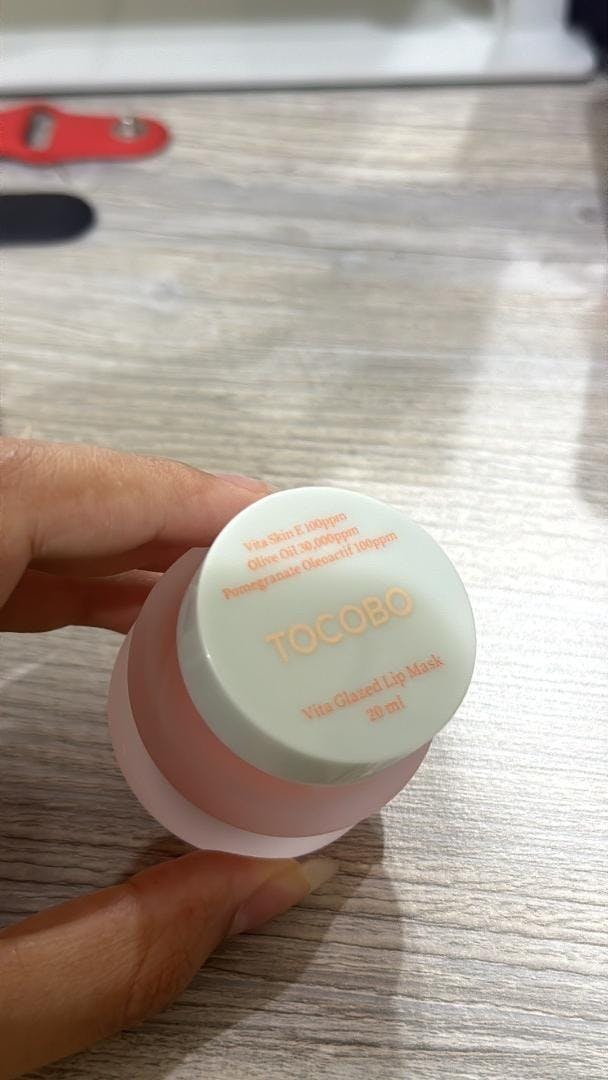 Vita Skin E 100ppm
Olive Oil 30,000ppm
Pomegranate Oleoactif 100ppm
TOCOBO
Vita Glazed Lip Mask
20 ml